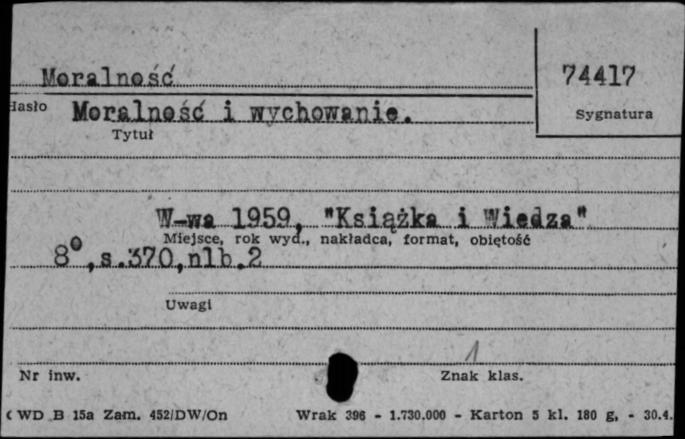 Moralność
74417
Hasło
Sygnatura
Moralność i wychowanie.
Tytuł
W-wa 1959, "Książka i Wiedza"
Miejsce, rok wyd., nakładca, format, obiętość
8°, s.370, nlb.2
Uwagi
1
Nr inw.
Znak klas.
WD B 15a Zam. 452/DW/On
Wrak 396 - 1.730.000 - Karton 5 kl. 180 g, - 30.4.